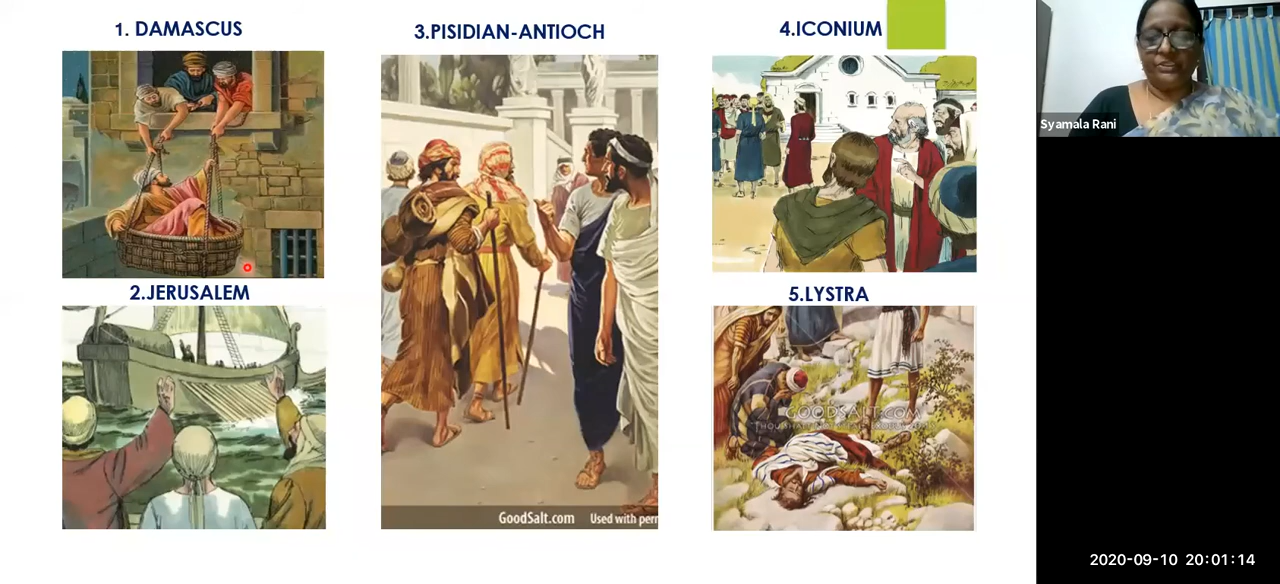 1. DAMASCUS
2.JERUSALEM
3.PISIDIAN-ANTIOCH
GoodSalt.com Used with perm
4.ICONIUM
5.LYSTRA
GOODSALT.COM
Syamala Rani
2020-09-10 20:01:14